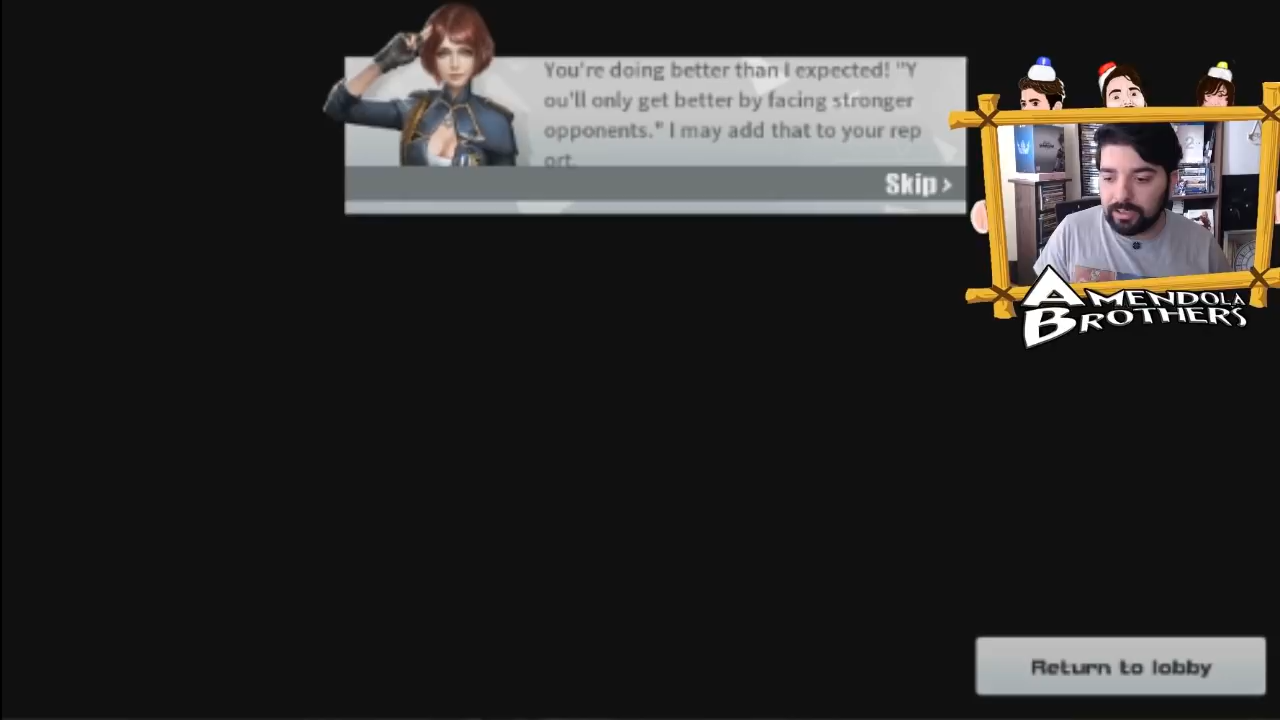 You're doing better than I expected! "Y
ou'll only get better by facing stronger
opponents." I may add that to your rep
ort.
Skip >
AMENDOLA
BROTHERS
Return to lobby